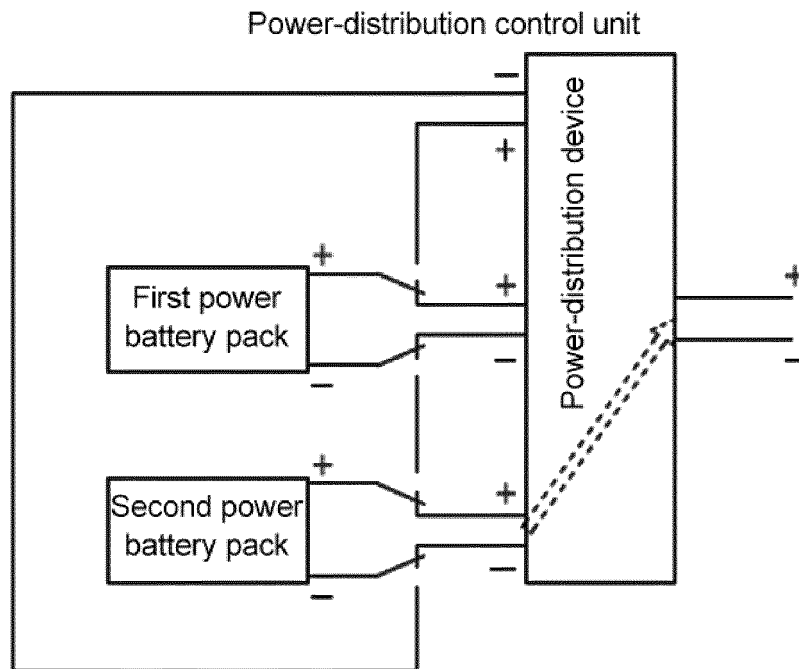 Power-distribution control unit
−
+
Power-distribution device
+
First power
battery pack
−
+
−
+
−
+
Second power
battery pack
−
+
−